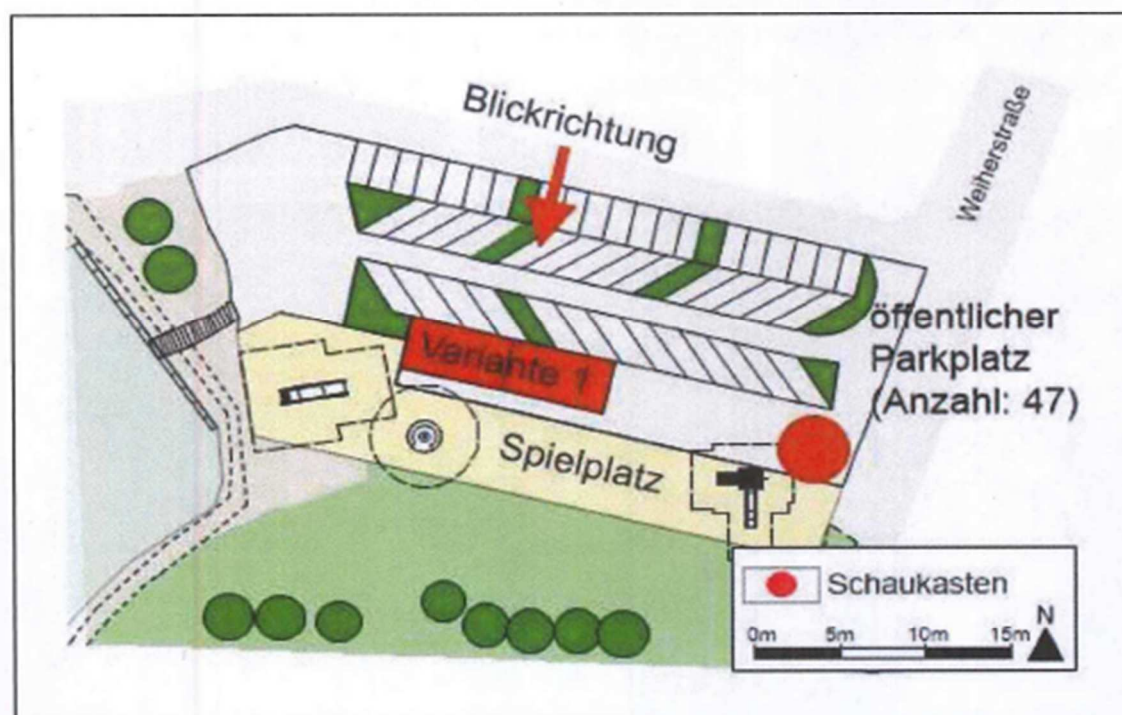 Blickrichtung
Weiherstraße
öffentlicher
Parkplatz
(Anzahl: 47)
Variante 1
Spielplatz
Schaukasten
0m 5m 10m 15m N